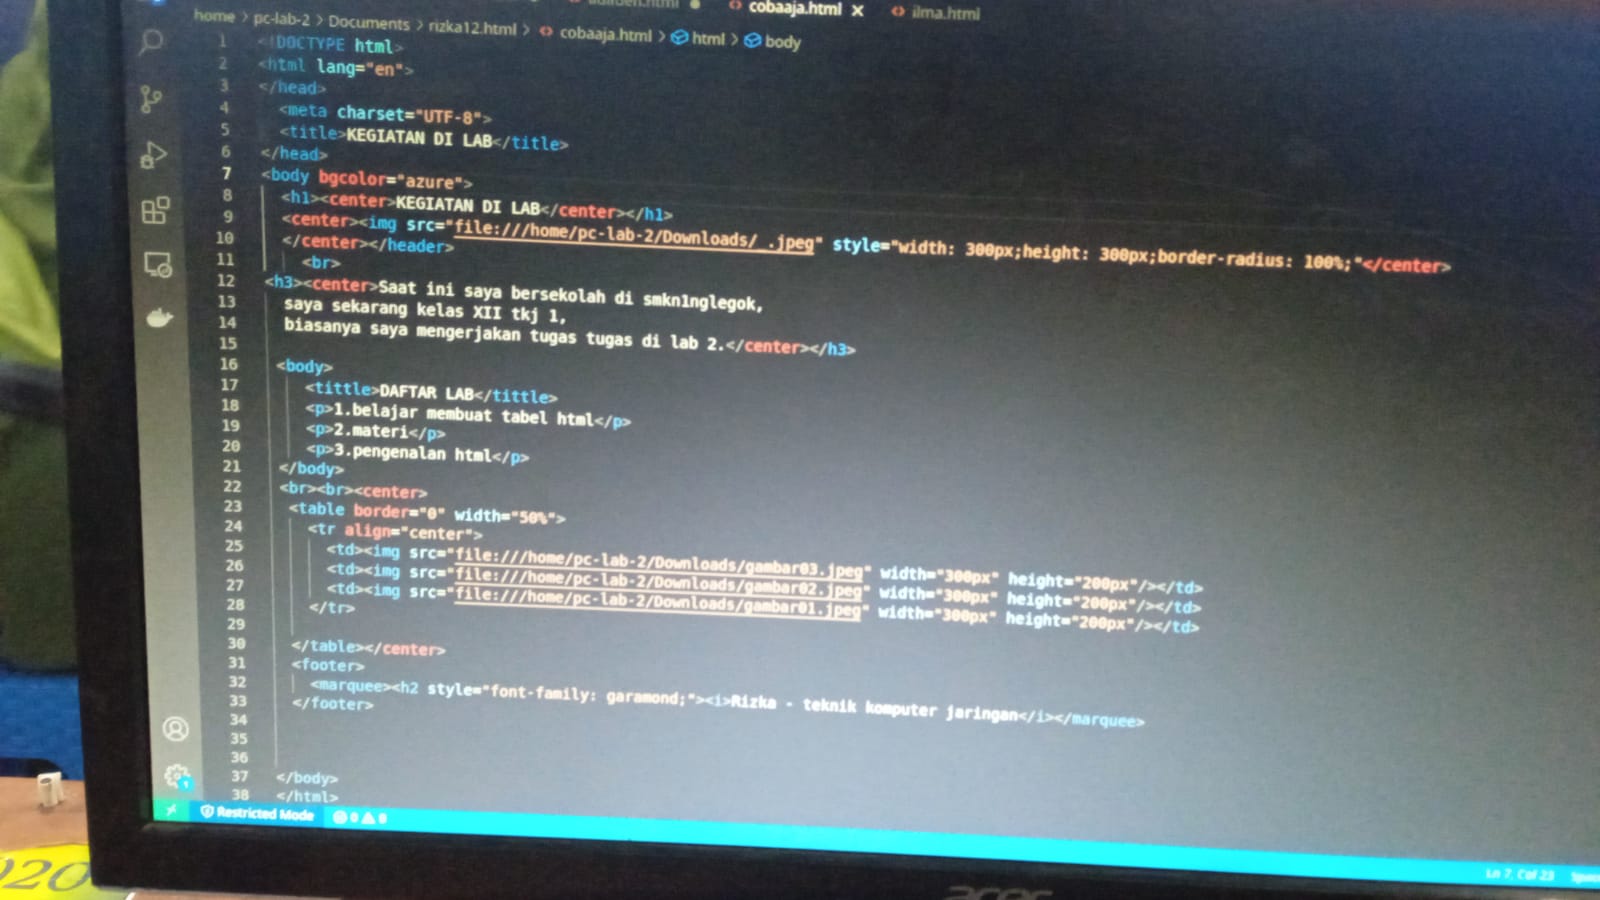 cobaaja.html ×
ilma.html
home > pc-lab-2 > Documents > rizka12.html > cobaaja.html > html > body
1 <!DOCTYPE html>
2 <html lang="en">
3 </head>
4 <meta charset="UTF-8">
5 <title>KEGIATAN DI LAB</title>
6 </head>
7 <body bgcolor="azure">
8 <h1><center>KEGIATAN DI LAB</center></h1>
9 <center><img src="file:///home/pc-lab-2/Downloads/_.jpeg" style="width: 300px;height: 300px;border-radius: 100%;"</center>
10 </center></header>
11 <br>
12 <h3><center>Saat ini saya bersekolah di smkn1nglegok,
13 saya sekarang kelas XII tkj 1,
14 biasanya saya mengerjakan tugas tugas di lab 2.</center></h3>
15
16 <body>
17 <tittle>DAFTAR LAB</tittle>
18 <p>1.belajar membuat tabel html</p>
19 <p>2.materi</p>
20 <p>3.pengenalan html</p>
21 </body>
22 <br><br><center>
23 <table border="0" width="50%">
24 <tr align="center">
25 <td><img src="file:///home/pc-lab-2/Downloads/gambar03.jpeg" width="300px" height="200px"/></td>
26 <td><img src="file:///home/pc-lab-2/Downloads/gambar02.jpeg" width="300px" height="200px"/></td>
27 <td><img src="file:///home/pc-lab-2/Downloads/gambar01.jpeg" width="300px" height="200px"/></td>
28 </tr>
29
30 </table></center>
31 <footer>
32 <marquee><h2 style="font-family: garamond;"><i>Rizka - teknik komputer jaringan</i></marquee>
33 </footer>
34
35
36
37 </body>
38 </html>
Restricted Mode 0 0
Ln 7, Col 23
acer
020